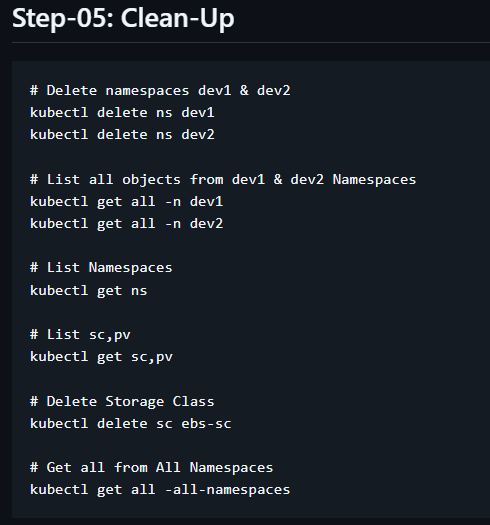 Step-05: Clean-Up
# Delete namespaces dev1 & dev2
kubectl delete ns dev1
kubectl delete ns dev2
# List all objects from dev1 & dev2 Namespaces
kubectl get all -n dev1
kubectl get all -n dev2
# List Namespaces
kubectl get ns
# List sc,pv
kubectl get sc,pv
# Delete Storage Class
kubectl delete sc ebs-sc
# Get all from All Namespaces
kubectl get all -all-namespaces